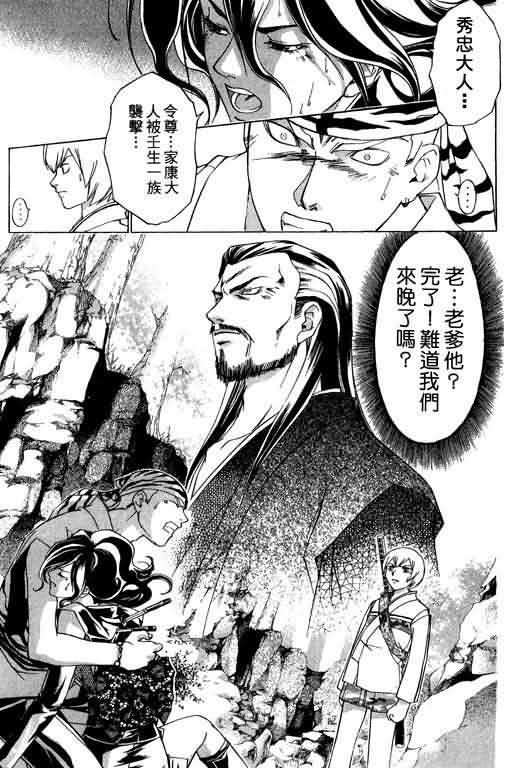 秀忠大人…
令尊…家康大
人被壬生一族
襲擊…
……
……
老…老爹他？
完了！難道我們
來晚了嗎？